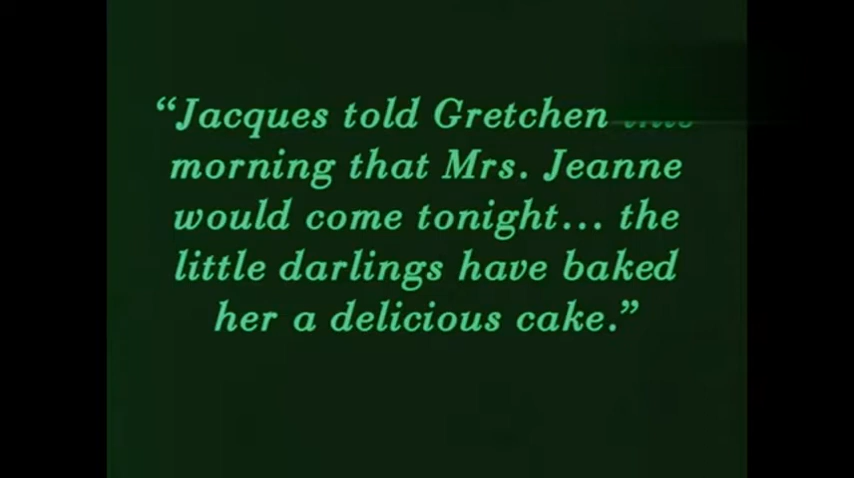 “Jacques told Gretchen
morning that Mrs. Jeanne
would come tonight... the
little darlings have baked
her a delicious cake.”